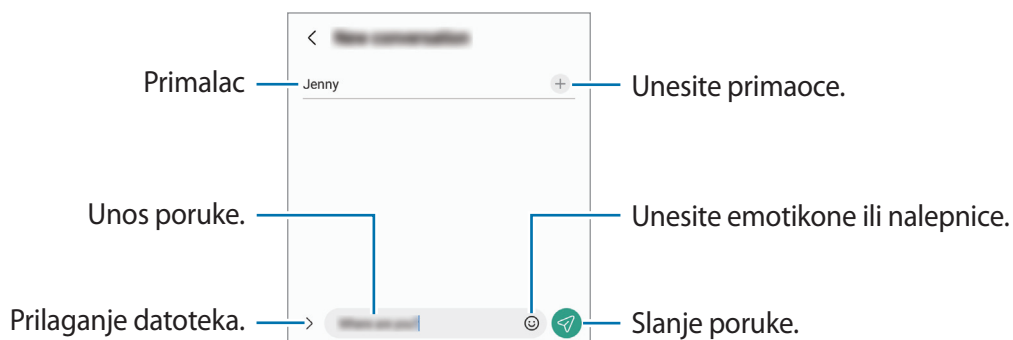 Primalac
Jenny
Unesite primaoce.
Unos poruke.
Unesite emotikone ili nalepnice.
Prilaganje datoteka.
Slanje poruke.